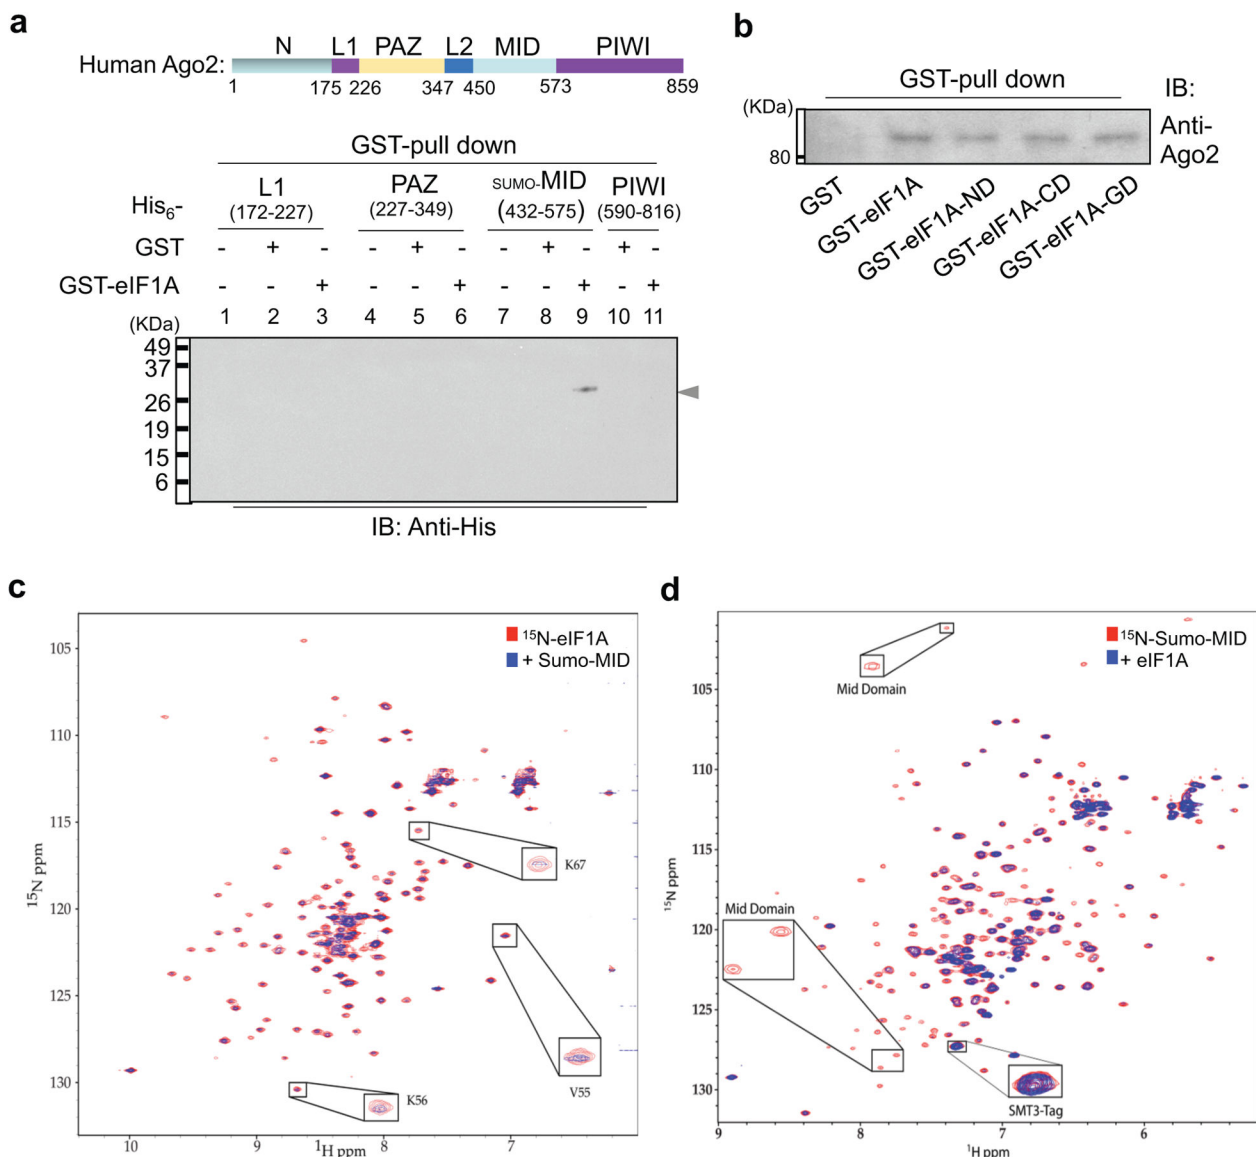 a
N L1 PAZ L2 MID PIWI
Human Ago2:
1 175 226 347 450 573 859
GST-pull down
L1 PAZ SUMO-MID PIWI
His6- (172-227) (227-349) (432-575) (590-816)
GST - + - - + - - + - + -
GST-eIF1A - - + - - + - - + - +
(KDa) 1 2 3 4 5 6 7 8 9 10 11
49
37
26
19
15
6
IB: Anti-His
b
GST-pull down IB:
(KDa)
80
Anti-
Ago2
GST
GST-eIF1A
GST-eIF1A-ND
GST-eIF1A-CD
GST-eIF1A-GD
c
15N-eIF1A
+ Sumo-MID
105
110
115
120
125
130
15N ppm
K67
V55
K56
10 9 8 7
1H ppm
d
15N-Sumo-MID
+ eIF1A
Mid Domain
105
110
115
120
125
130
15N ppm
Mid Domain
SMT3-Tag
9 8 7 6
1H ppm